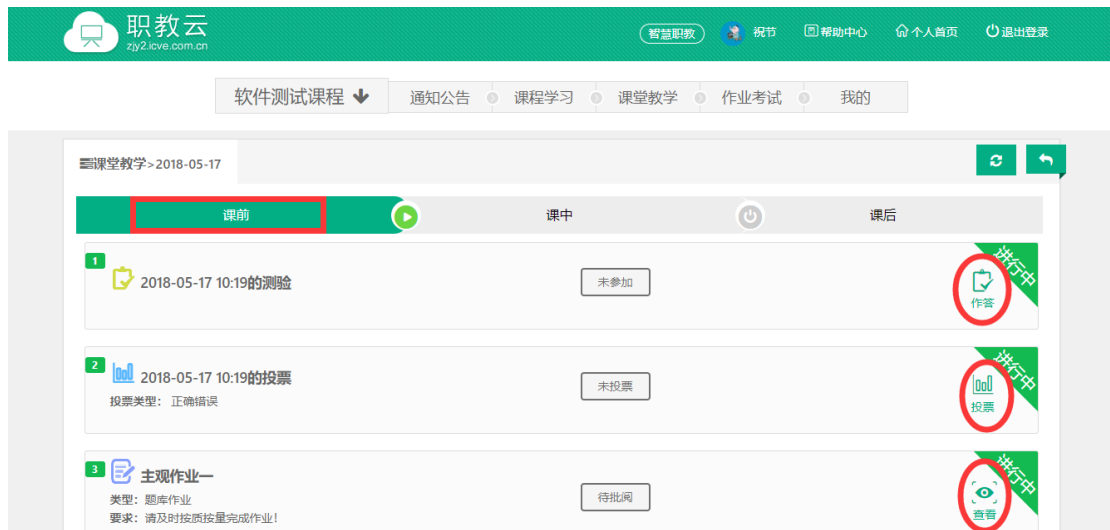 职教云
zjy2.icve.com.cn
智慧职教 祝节 帮助中心 个人首页 退出登录
软件测试课程 通知公告 课程学习 课堂教学 作业考试 我的
课堂教学>2018-05-17
课前 课中 课后
1 2018-05-17 10:19的测验 未参加 作答 进行中
2 2018-05-17 10:19的投票 未投票 投票 进行中
投票类型: 正确错误
3 主观作业一 待批阅 查看 进行中
类型: 题库作业
要求: 请及时按质按量完成作业!